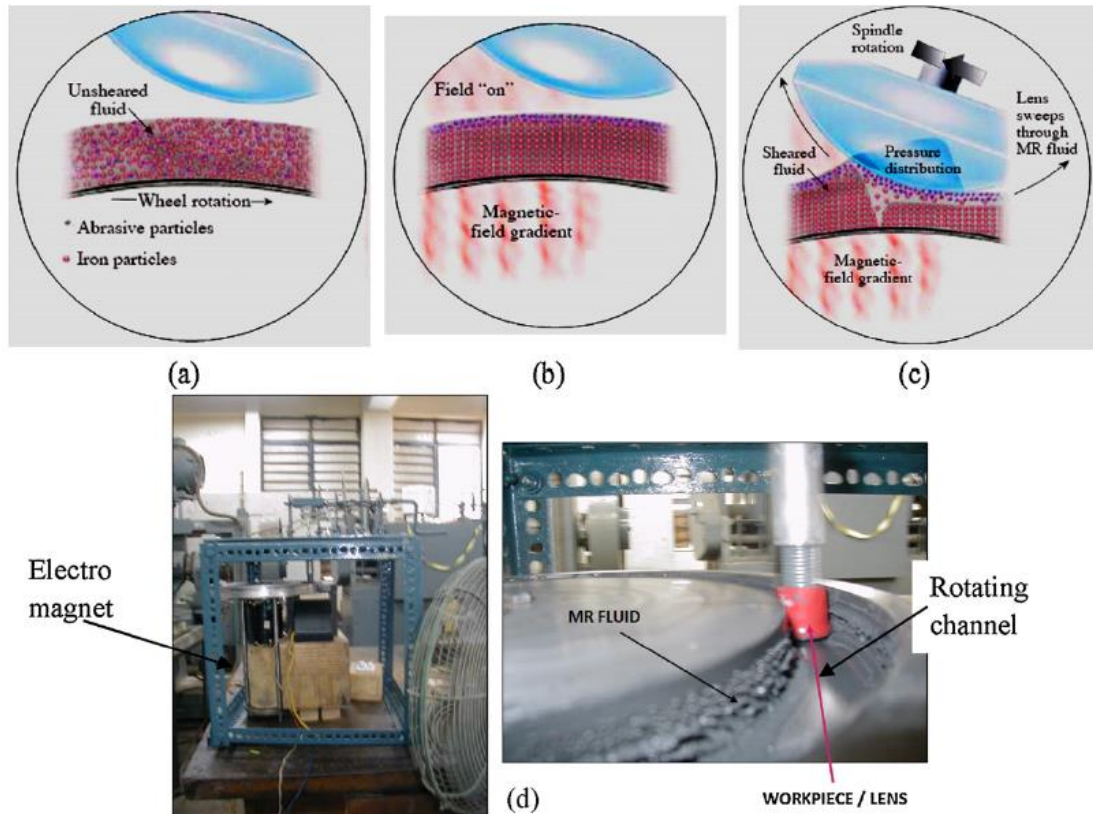 Unsheared
fluid
Wheel rotation
Abrasive particles
Iron particles
(a)
Field "on"
Magnetic-
field gradient
(b)
Spindle
rotation
Lens
sweeps
through
MR fluid
Sheared
fluid
Pressure
distribution
Magnetic-
field gradient
(c)
Electro
magnet
MR FLUID
Rotating
channel
WORKPIECE / LENS
(d)